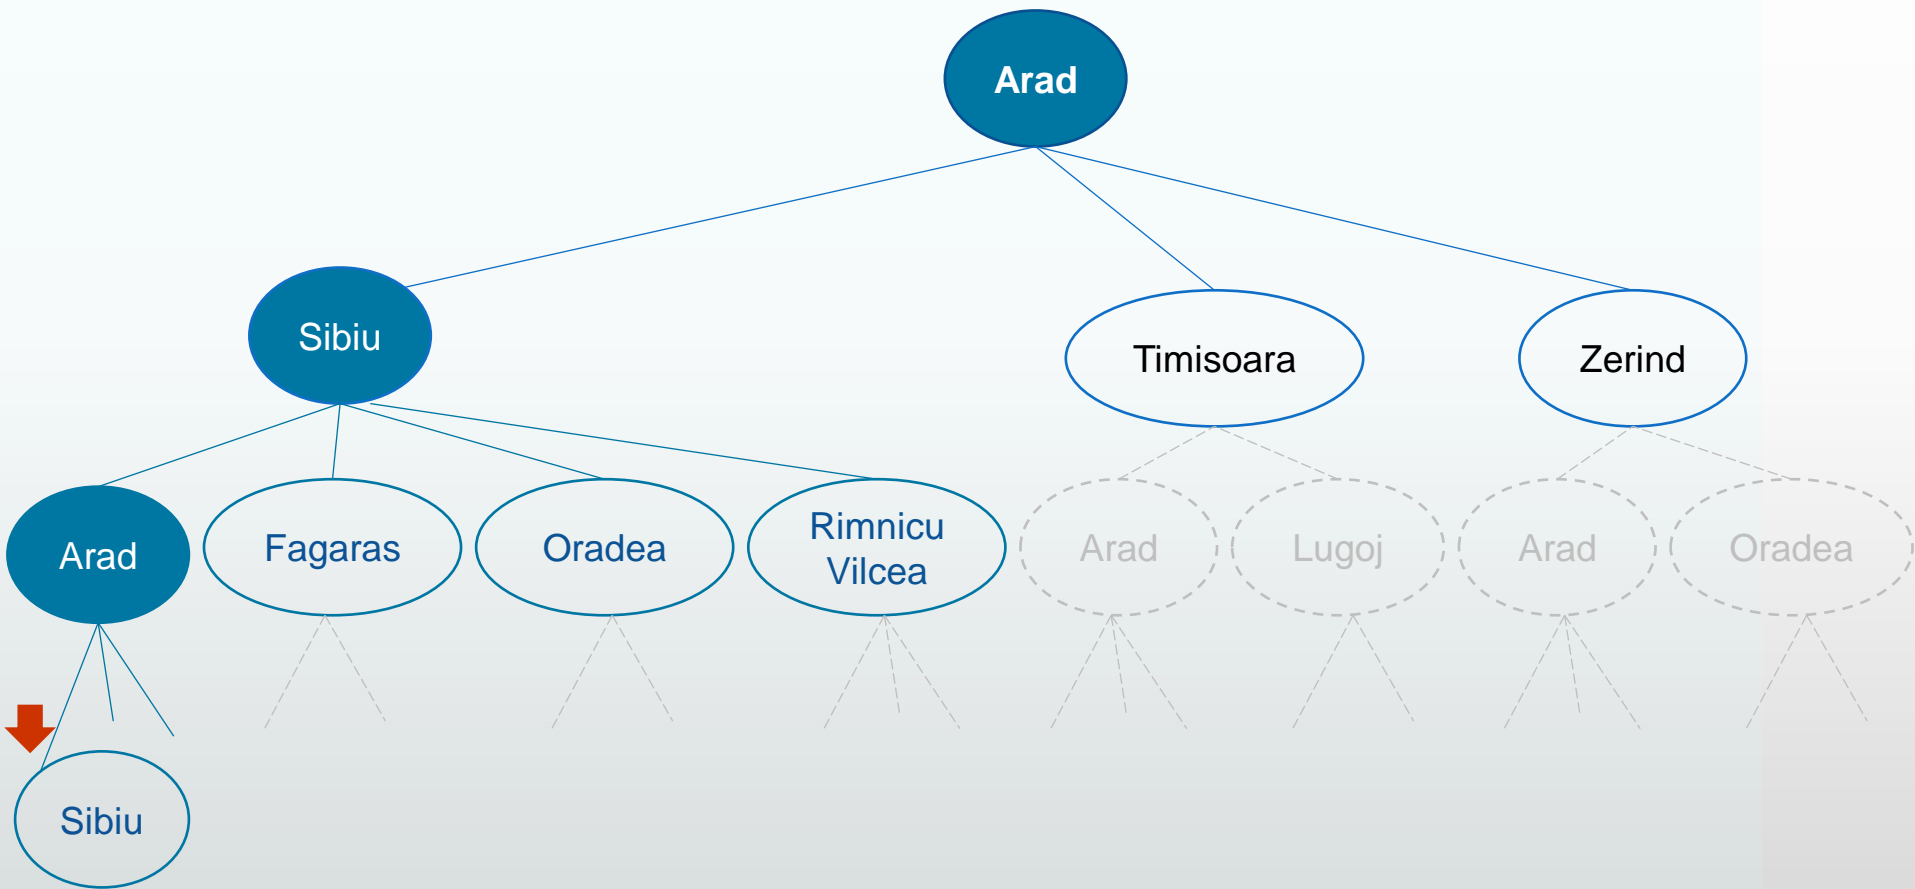 Arad
Sibiu
Timisoara
Zerind
Arad
Fagaras
Oradea
Rimnicu
Vilcea
Arad
Lugoj
Arad
Oradea
Sibiu